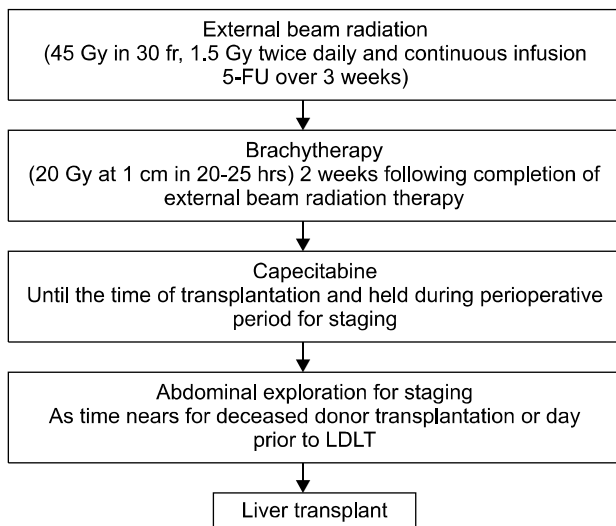 External beam radiation
(45 Gy in 30 fr, 1.5 Gy twice daily and continuous infusion
5-FU over 3 weeks)
Brachytherapy
(20 Gy at 1 cm in 20-25 hrs) 2 weeks following completion of
external beam radiation therapy
Capecitabine
Until the time of transplantation and held during perioperative
period for staging
Abdominal exploration for staging
As time nears for deceased donor transplantation or day
prior to LDLT
Liver transplant